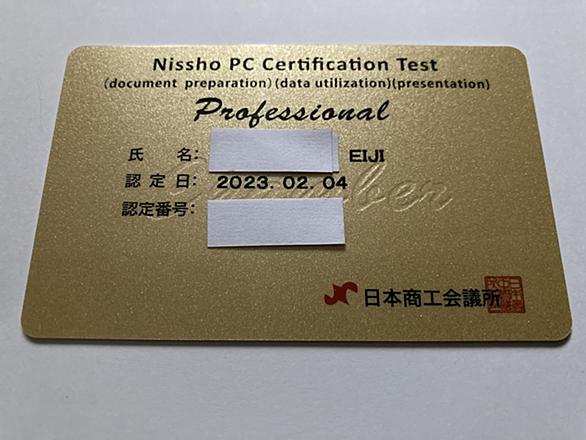 Nissho PC Certification Test
(document preparation)(data utilization)(presentation)
Professional
氏 名: EIJI
認定日: 2023.02.04
認定番号:
日本商工会議所